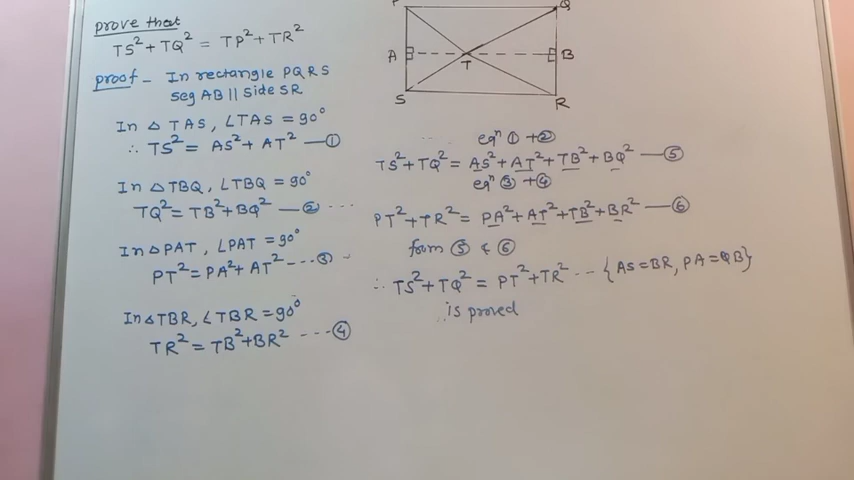 prove that
TS² + TQ² = TP² + TR²
proof - In rectangle PQRS
seg AB || side SR
In △ TAS, ∠TAS = 90°
∴ TS² = AS² + AT² —①
In △TBQ, ∠TBQ = 90°
TQ² = TB² + BQ² —② ---
In △PAT, ∠PAT = 90°
PT² = PA² + AT² ---③
In △TBR, ∠TBR = 90°
TR² = TB² + BR² ----④
P Q
A T B
S R
eqⁿ ① + ②
TS² + TQ² = AS² + AT² + TB² + BQ² —⑤
eqⁿ ③ + ④
PT² + TR² = PA² + AT² + TB² + BR² —⑥
from ⑤ & ⑥
∴ TS² + TQ² = PT² + TR² --- {AS = BR, PA = QB}
is proved